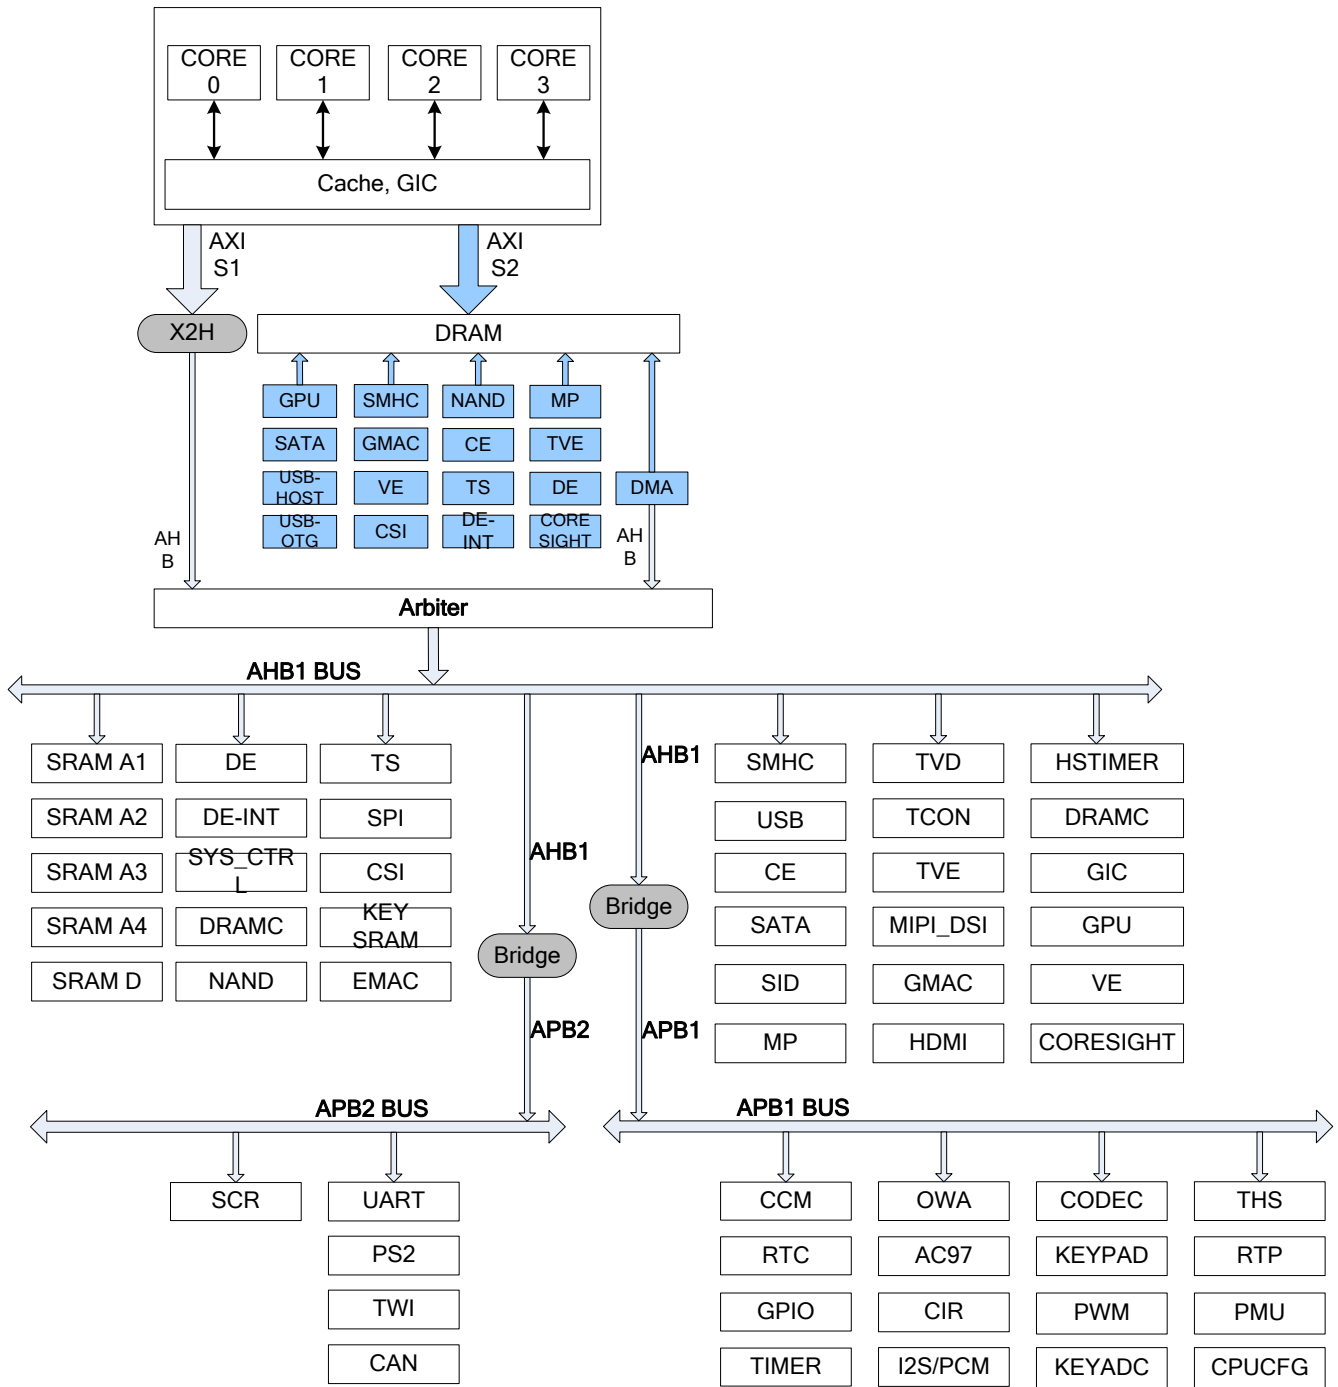 CORE
0
CORE
1
CORE
2
CORE
3
Cache, GIC
AXI
S1
AXI
S2
X2H
DRAM
GPU
SMHC
NAND
MP
SATA
GMAC
CE
TVE
USB-
HOST
VE
TS
DE
DMA
USB-
OTG
CSI
DE-
INT
CORE
SIGHT
AH
B
AH
B
Arbiter
AHB1 BUS
SRAM A1
DE
TS
AHB1
SMHC
TVD
HSTIMER
SRAM A2
DE-INT
SPI
USB
TCON
DRAMC
SRAM A3
SYS_CTR
L
CSI
AHB1
CE
TVE
GIC
SRAM A4
DRAMC
KEY
SRAM
Bridge
SATA
MIPI_DSI
GPU
SRAM D
NAND
EMAC
Bridge
SID
GMAC
VE
APB2
APB1
MP
HDMI
CORESIGHT
APB2 BUS
APB1 BUS
SCR
UART
CCM
OWA
CODEC
THS
PS2
RTC
AC97
KEYPAD
RTP
TWI
GPIO
CIR
PWM
PMU
CAN
TIMER
I2S/PCM
KEYADC
CPUCFG